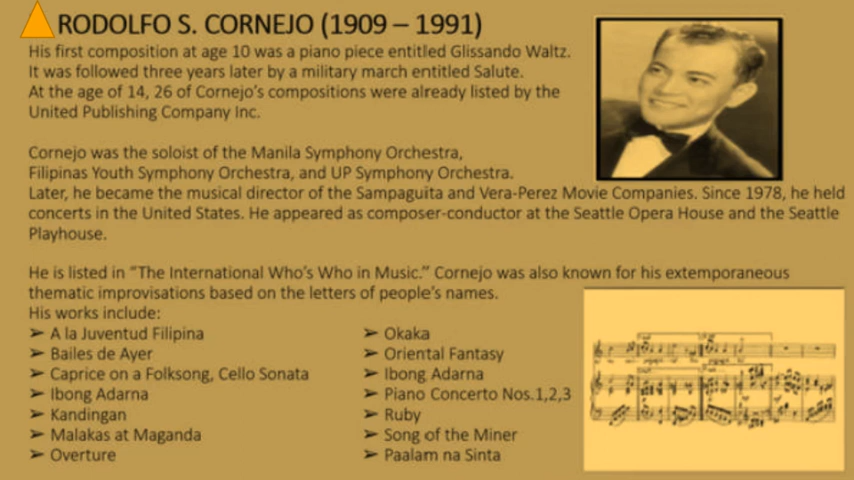 RODOLFO S. CORNEJO (1909 – 1991)
His first composition at age 10 was a piano piece entitled Glissando Waltz.
It was followed three years later by a military march entitled Salute.
At the age of 14, 26 of Cornejo's compositions were already listed by the
United Publishing Company Inc.
Cornejo was the soloist of the Manila Symphony Orchestra,
Filipinas Youth Symphony Orchestra, and UP Symphony Orchestra.
Later, he became the musical director of the Sampaguita and Vera-Perez Movie Companies. Since 1978, he held
concerts in the United States. He appeared as composer-conductor at the Seattle Opera House and the Seattle
Playhouse.
He is listed in "The International Who's Who in Music." Cornejo was also known for his extemporaneous
thematic improvisations based on the letters of people's names.
His works include:
➢ A la Juventud Filipina
➢ Bailes de Ayer
➢ Caprice on a Folksong, Cello Sonata
➢ Ibong Adarna
➢ Kandingan
➢ Malakas at Maganda
➢ Overture
➢ Okaka
➢ Oriental Fantasy
➢ Ibong Adarna
➢ Piano Concerto Nos.1,2,3
➢ Ruby
➢ Song of the Miner
➢ Paalam na Sinta